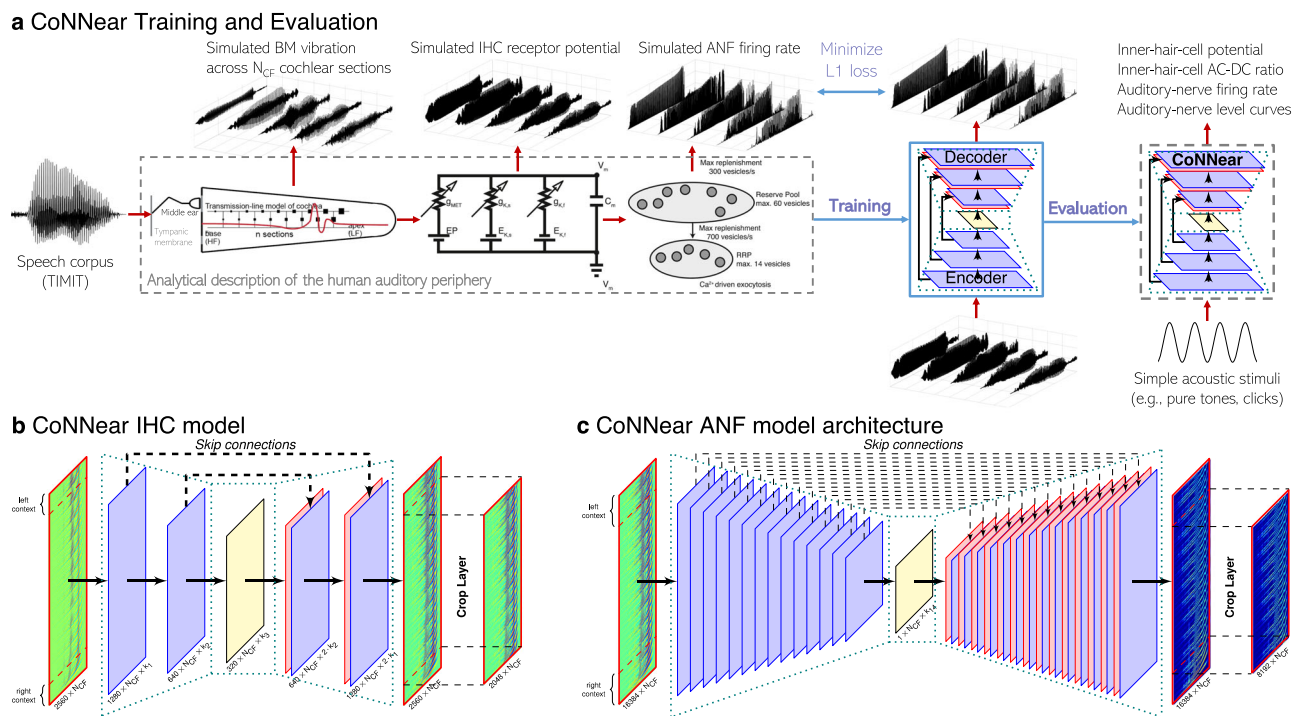 a CoNNear Training and Evaluation
Simulated BM vibration
across N_CF cochlear sections
Simulated IHC receptor potential
Simulated ANF firing rate
Minimize
L1 loss
Inner-hair-cell potential
Inner-hair-cell AC-DC ratio
Auditory-nerve firing rate
Auditory-nerve level curves
Speech corpus
(TIMIT)
Middle ear
Tympanic
membrane
Transmission-line model of cochlea
n sections
Base
(HF)
apex
(LF)
Analytical description of the human auditory periphery
V_m
g_MET
g_K,s
g_K,f
C_m
EP
E_K,s
E_K,f
V_m
Max replenishment
300 vesicles/s
Reserve Pool
max. 60 vesicles
Max replenishment
700 vesicles/s
RRP
max. 14 vesicles
Ca²⁺ driven exocytosis
Training
Decoder
Encoder
Evaluation
CoNNear
Simple acoustic stimuli
(e.g., pure tones, clicks)
b CoNNear IHC model
Skip connections
left
context
right
context
2560 × N_CF
1280 × N_CF × k_1
640 × N_CF × k_2
320 × N_CF × k_3
640 × N_CF × 2·k_2
1280 × N_CF × 2·k_1
2560 × N_CF
Crop Layer
2048 × N_CF
c CoNNear ANF model architecture
Skip connections
left
context
right
context
16384 × N_CF
1 × N_CF × k_14
16384 × N_CF
Crop Layer
8192 × N_CF